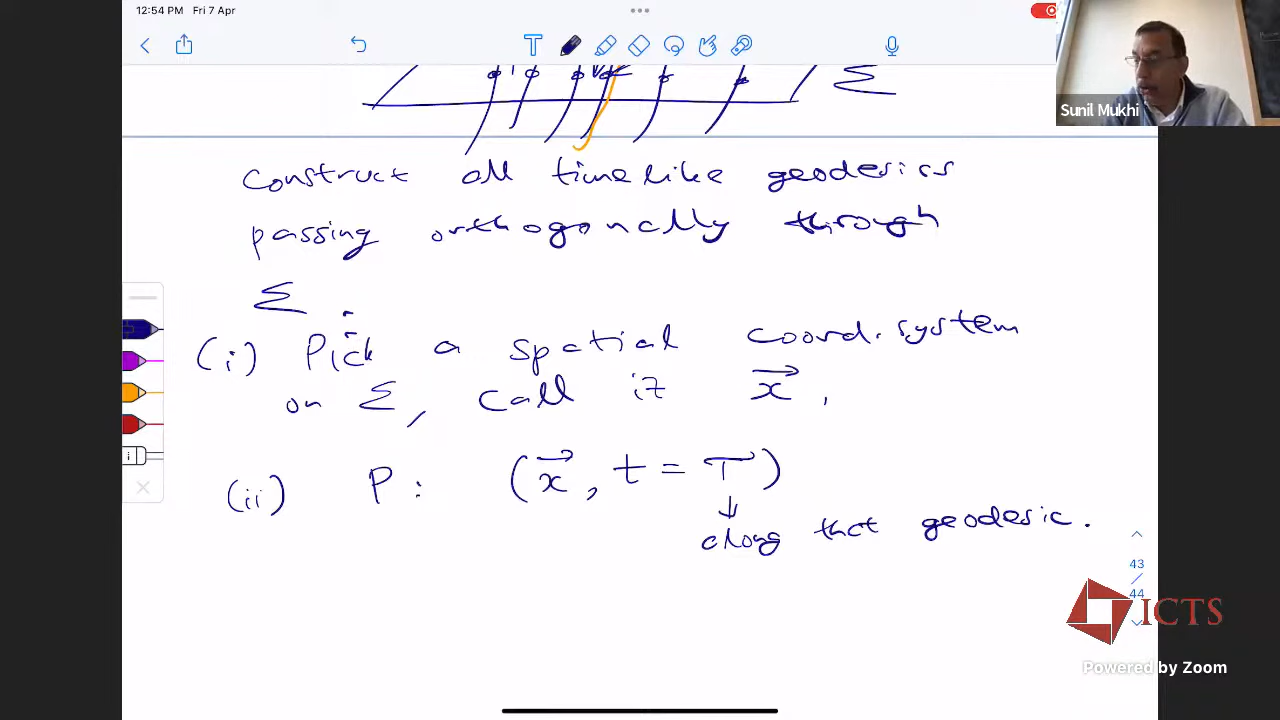 12:54 PM Fri 7 Apr
T
Sunil Mukhi
Σ
construct all timelike geodesics
passing orthogonally through
Σ :
(i) Pick a spatial coord. system
on Σ, call it x⃗,
(ii) P: (x⃗, t = τ)
↓
along that geodesic.
43
/
44
ICTS
Powered by Zoom